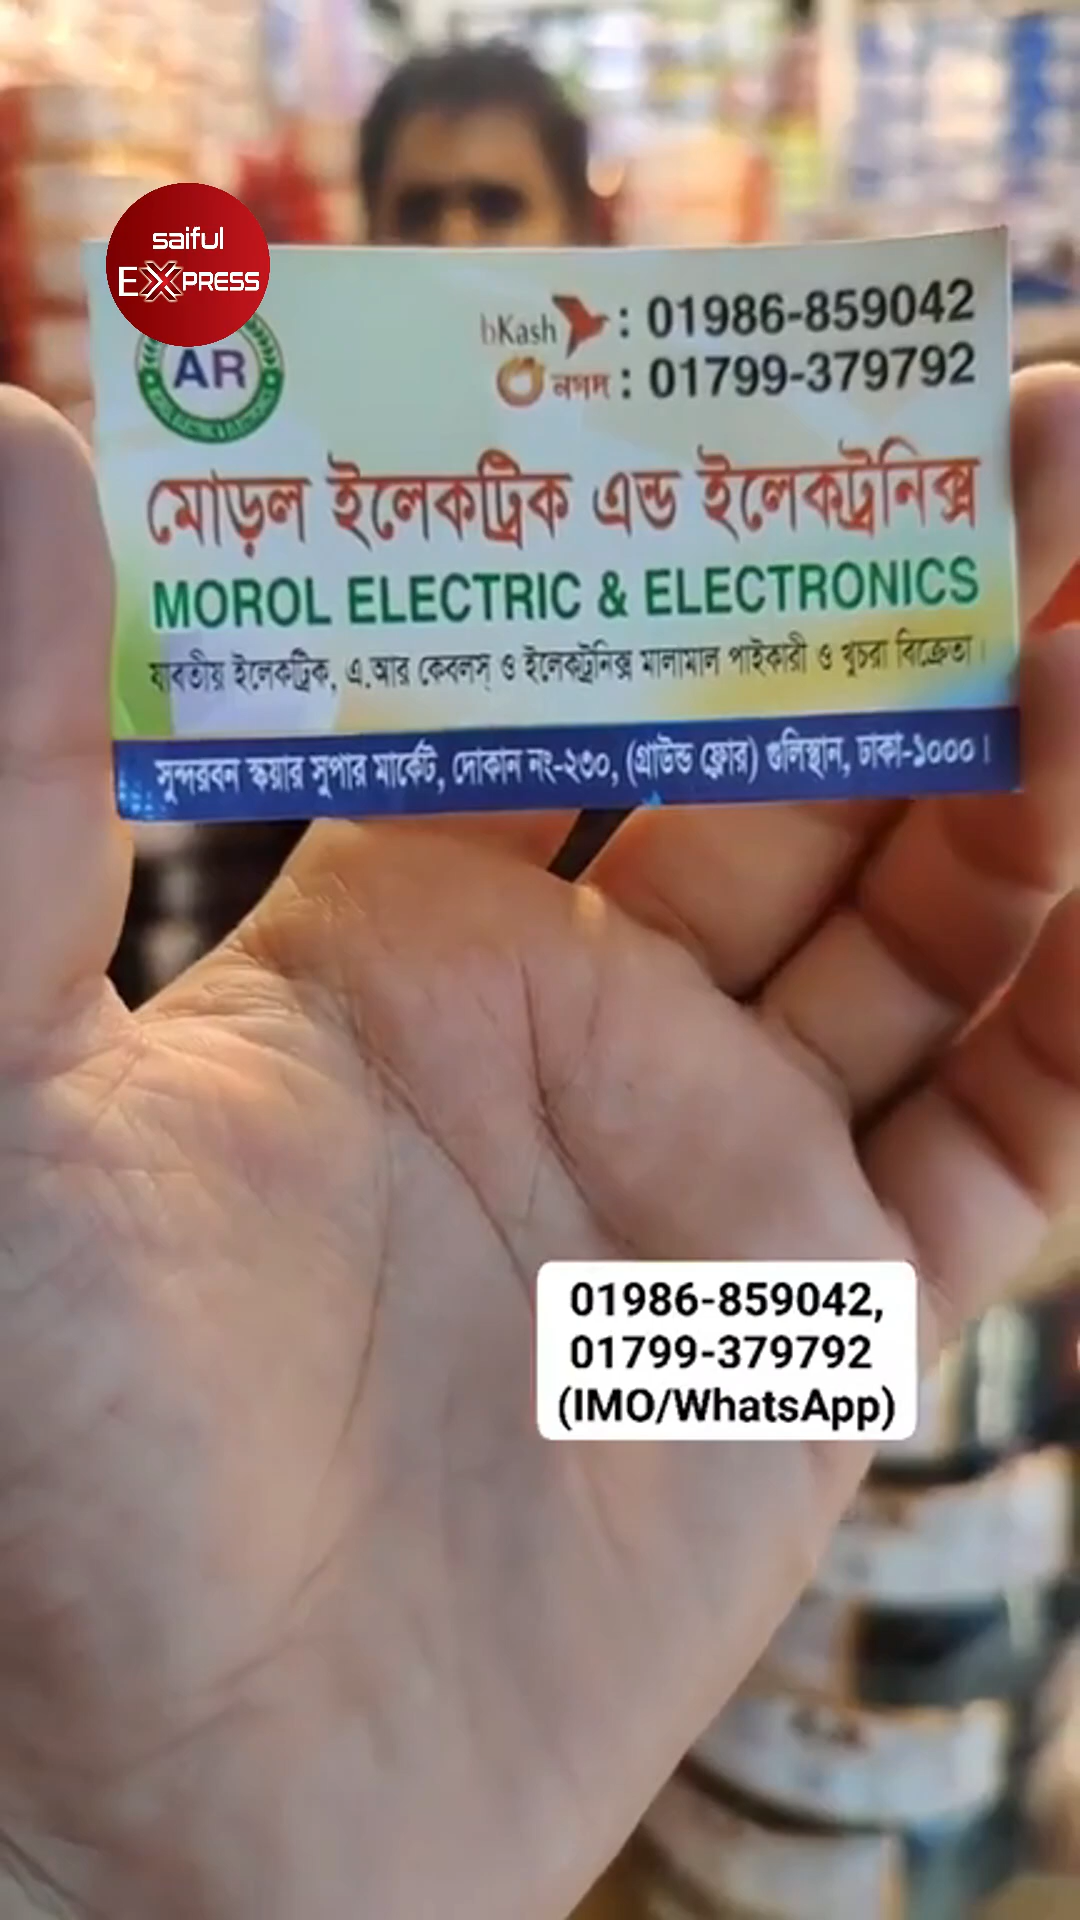 saiful
EXPRESS
AR
bKash : 01986-859042
নগদ : 01799-379792
মোড়ল ইলেকট্রিক এন্ড ইলেকট্রনিক্স
MOROL ELECTRIC & ELECTRONICS
যাবতীয় ইলেকট্রিক, এ.আর কেবলস্ ও ইলেকট্রনিক্স মালামাল পাইকারী ও খুচরা বিক্রেতা।
সুন্দরবন স্কয়ার সুপার মার্কেট, দোকান নং-২৩০, (গ্রাউন্ড ফ্লোর) গুলিস্থান, ঢাকা-১০০০।
01986-859042,
01799-379792
(IMO/WhatsApp)